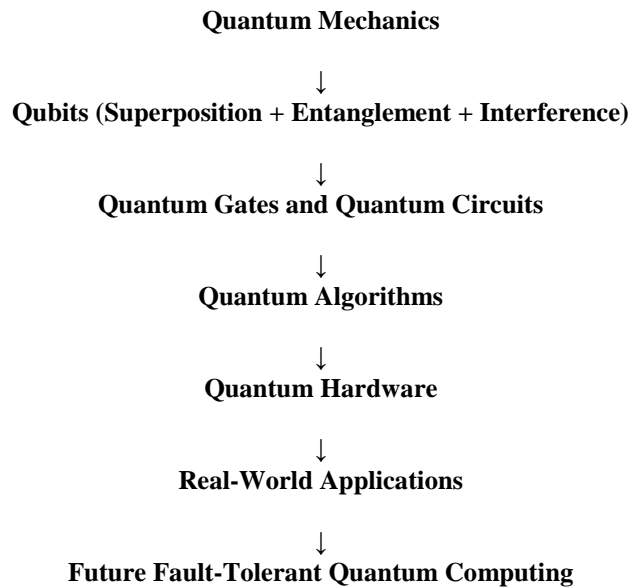 Quantum Mechanics
↓
Qubits (Superposition + Entanglement + Interference)
↓
Quantum Gates and Quantum Circuits
↓
Quantum Algorithms
↓
Quantum Hardware
↓
Real-World Applications
↓
Future Fault-Tolerant Quantum Computing